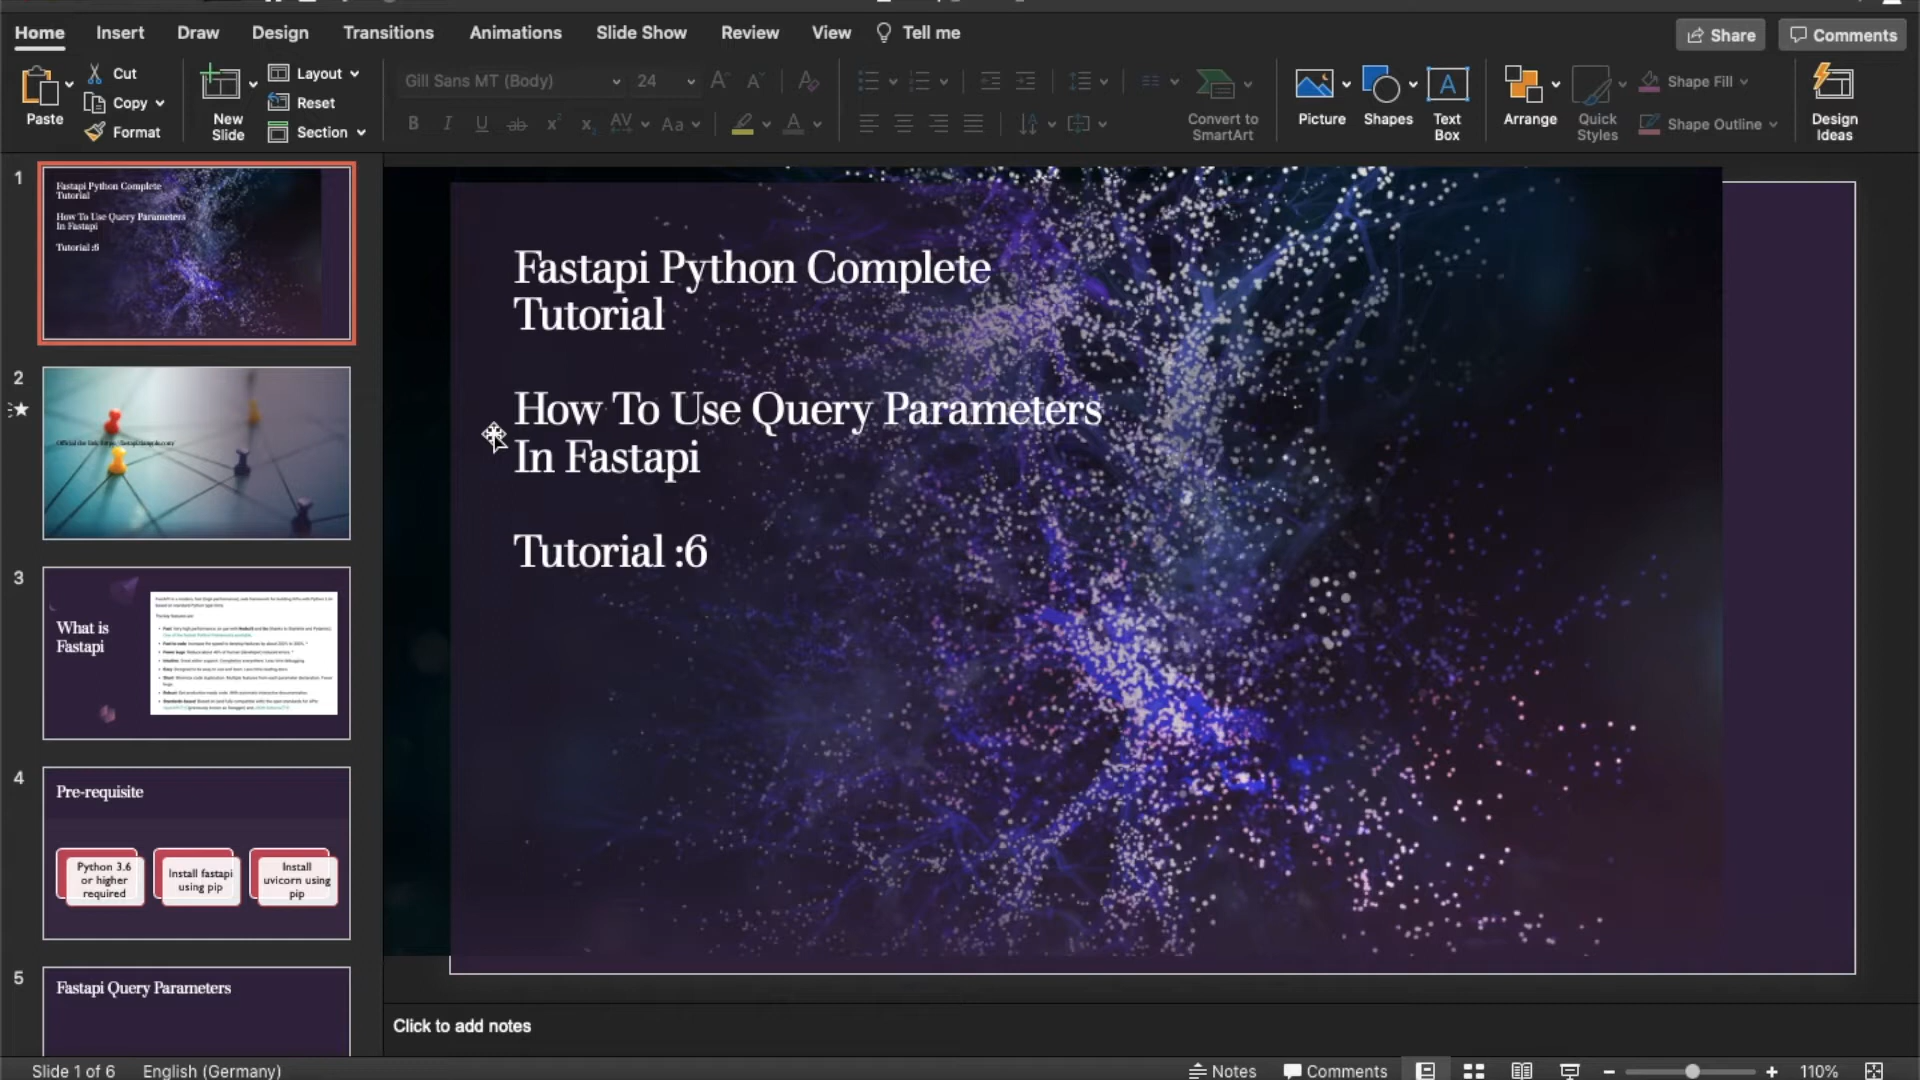 Home Insert Draw Design Transitions Animations Slide Show Review View Tell me Share Comments
Paste
Cut
Copy
Format
New
Slide
Layout
Reset
Section
Gill Sans MT (Body) 24
Convert to
SmartArt
Picture
Shapes
Text
Box
Arrange
Quick
Styles
Shape Fill
Shape Outline
Design
Ideas
1
Fastapi Python Complete
Tutorial
How To Use Query Parameters
In Fastapi
Tutorial :6
2
3
What is
Fastapi
4
Pre-requisite
Python 3.6
or higher
required
Install fastapi
using pip
Install
uvicorn using
pip
5
Fastapi Query Parameters
Fastapi Python Complete
Tutorial
How To Use Query Parameters
In Fastapi
Tutorial :6
Click to add notes
Slide 1 of 6 English (Germany) Notes Comments 110%